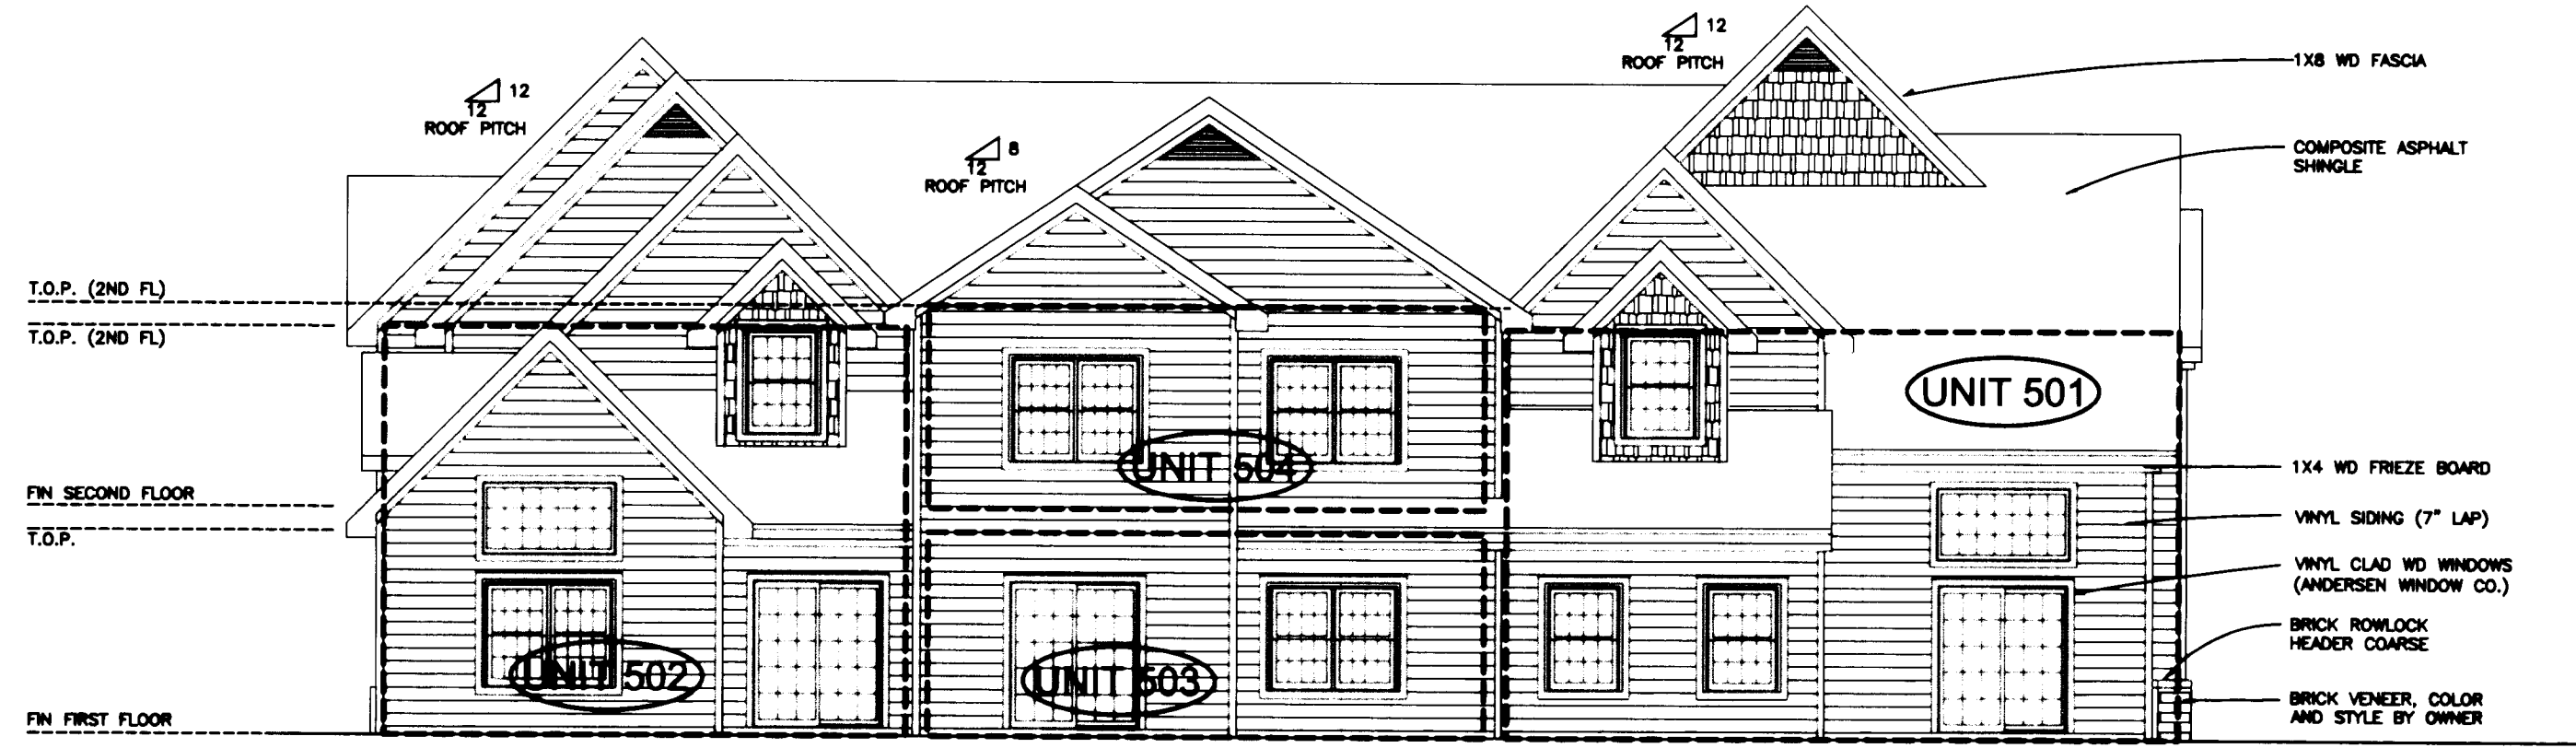 12
12
ROOF PITCH
8
12
ROOF PITCH
12
12
ROOF PITCH
T.O.P. (2ND FL)
T.O.P. (2ND FL)
FIN SECOND FLOOR
T.O.P.
FIN FIRST FLOOR
UNIT 502
UNIT 503
UNIT 504
UNIT 501
1X8 WD FASCIA
COMPOSITE ASPHALT
SHINGLE
1X4 WD FRIEZE BOARD
VINYL SIDING (7" LAP)
VINYL CLAD WD WINDOWS
(ANDERSEN WINDOW CO.)
BRICK ROWLOCK
HEADER COARSE
BRICK VENEER, COLOR
AND STYLE BY OWNER